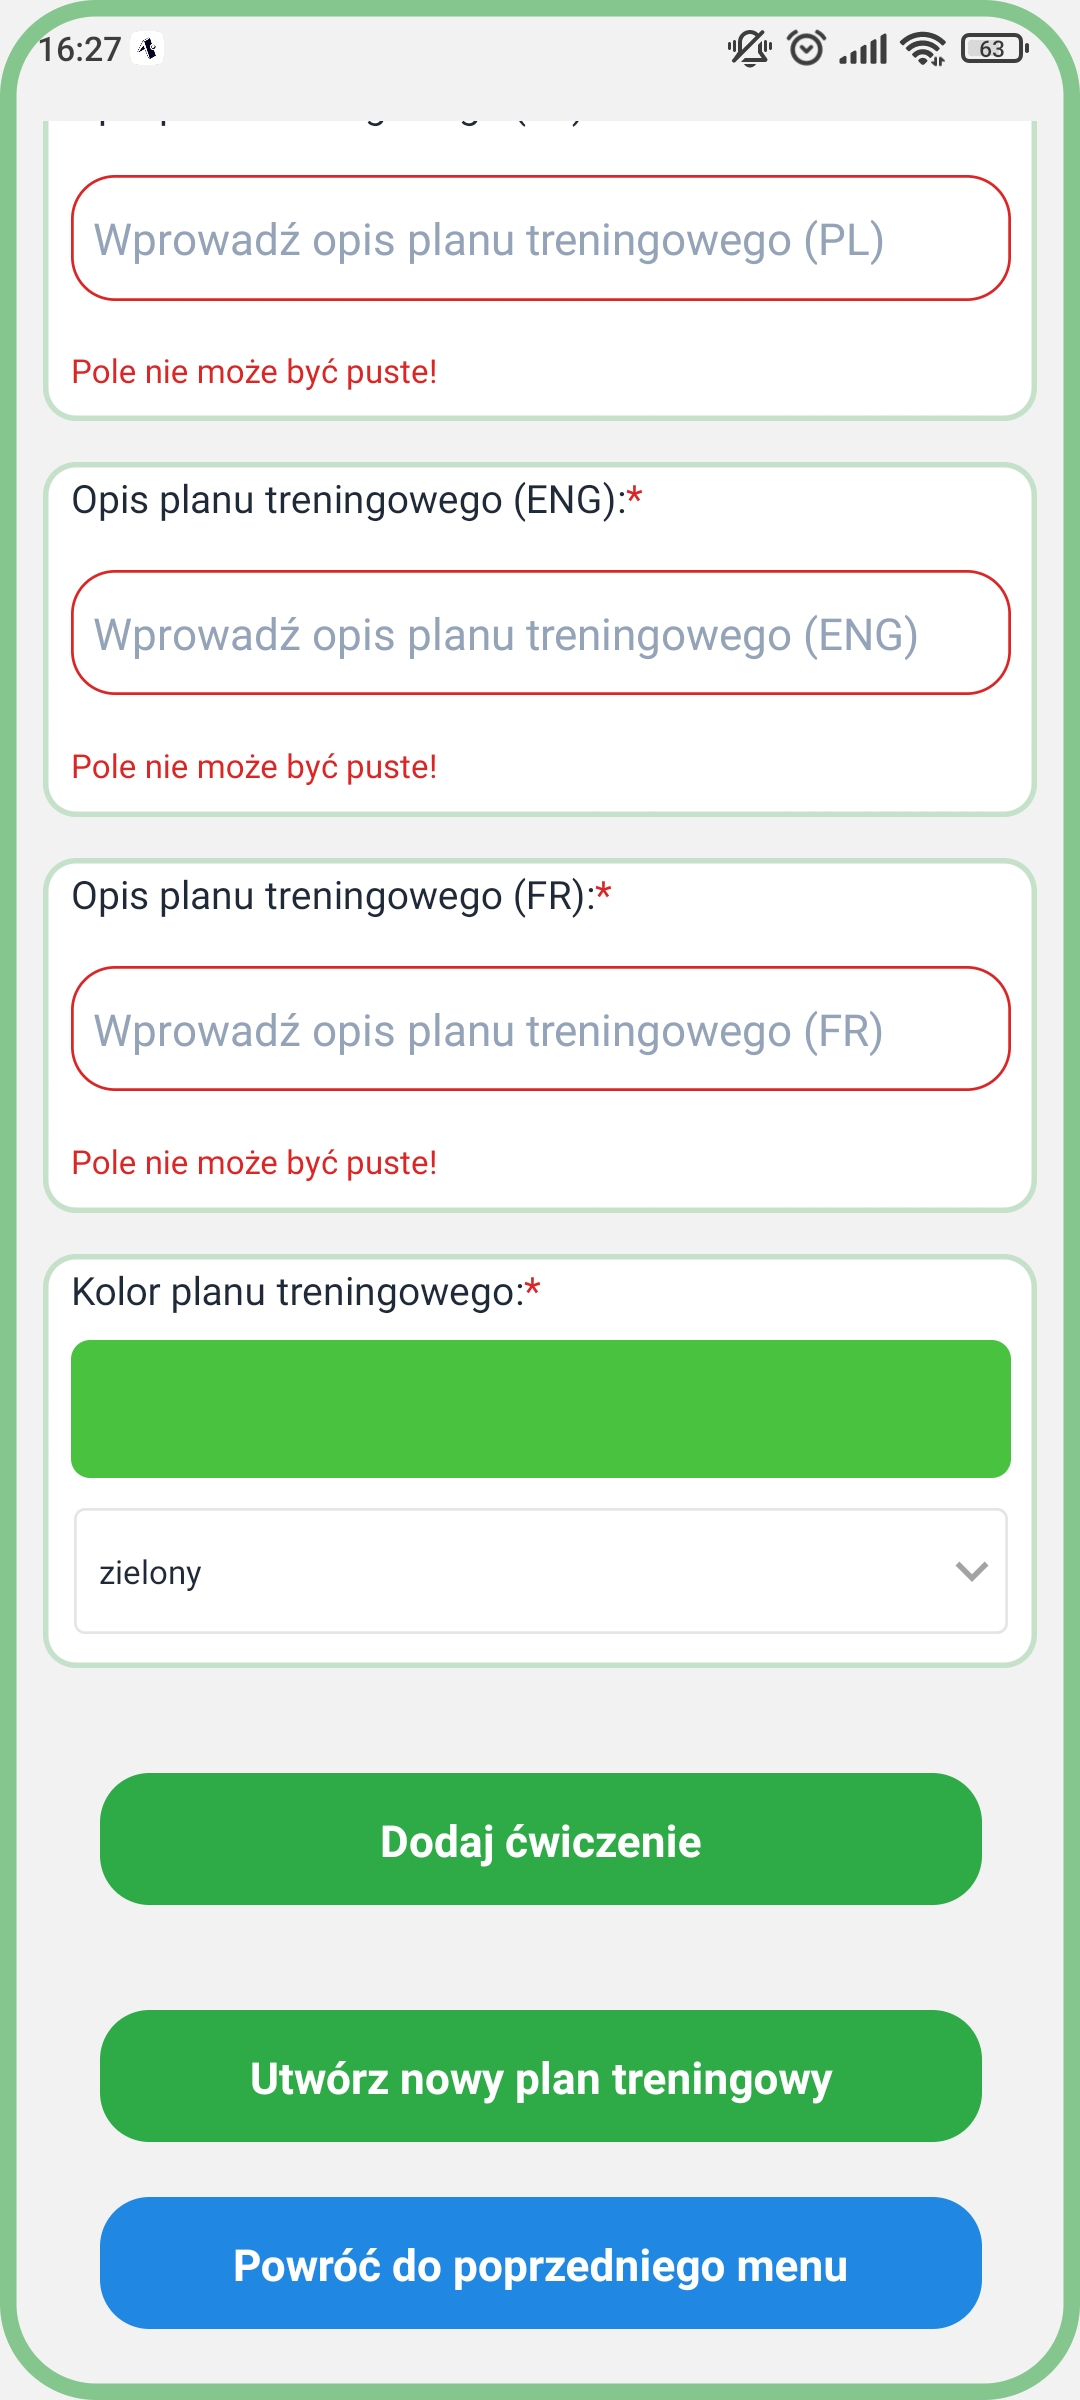 16:27
63
Wprowadź opis planu treningowego (PL)
Pole nie może być puste!
Opis planu treningowego (ENG):*
Wprowadź opis planu treningowego (ENG)
Pole nie może być puste!
Opis planu treningowego (FR):*
Wprowadź opis planu treningowego (FR)
Pole nie może być puste!
Kolor planu treningowego:*
zielony
Dodaj ćwiczenie
Utwórz nowy plan treningowy
Powróć do poprzedniego menu